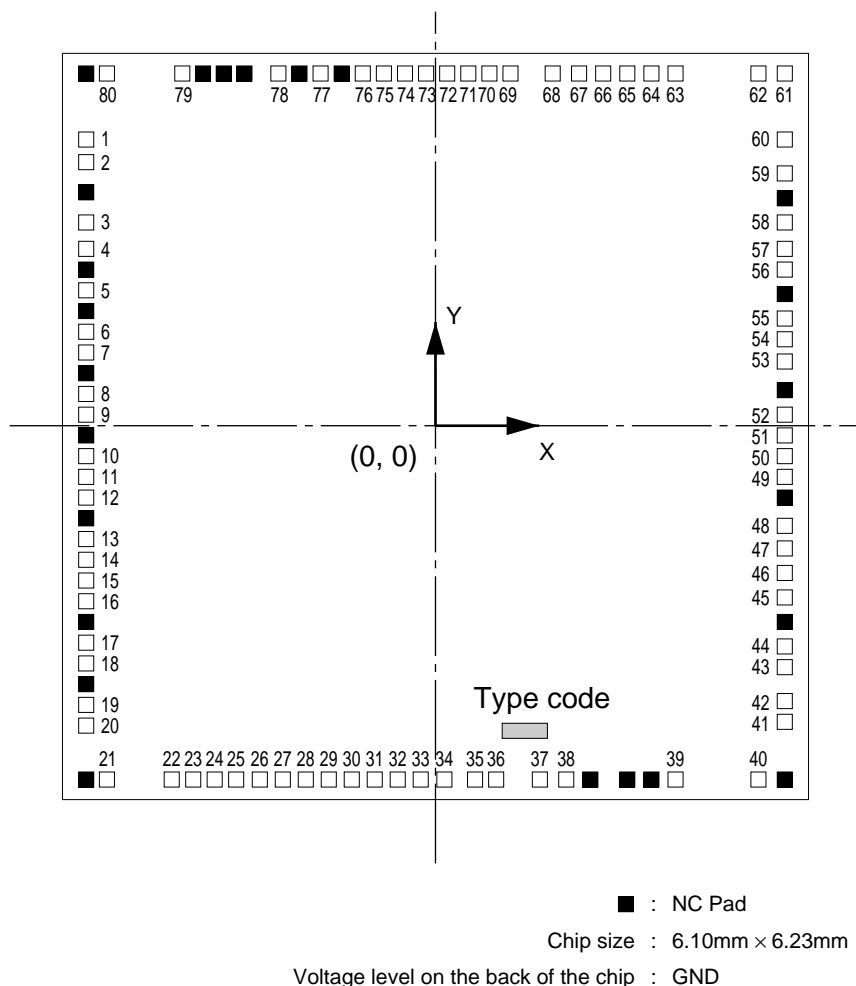 80 79 78 77 76 75 74 73 72 71 70 69 68 67 66 65 64 63 62 61
1 60
2 59
3 58
4 57
56
5
Y 55
6 54
7 53
8
9 52
51
(0, 0) X
10 50
11 49
12
13 48
14 47
15 46
16 45
17 44
18 43
Type code
19 42
20 41
21 22 23 24 25 26 27 28 29 30 31 32 33 34 35 36 37 38 39 40
■ : NC Pad
Chip size : 6.10mm × 6.23mm
Voltage level on the back of the chip : GND